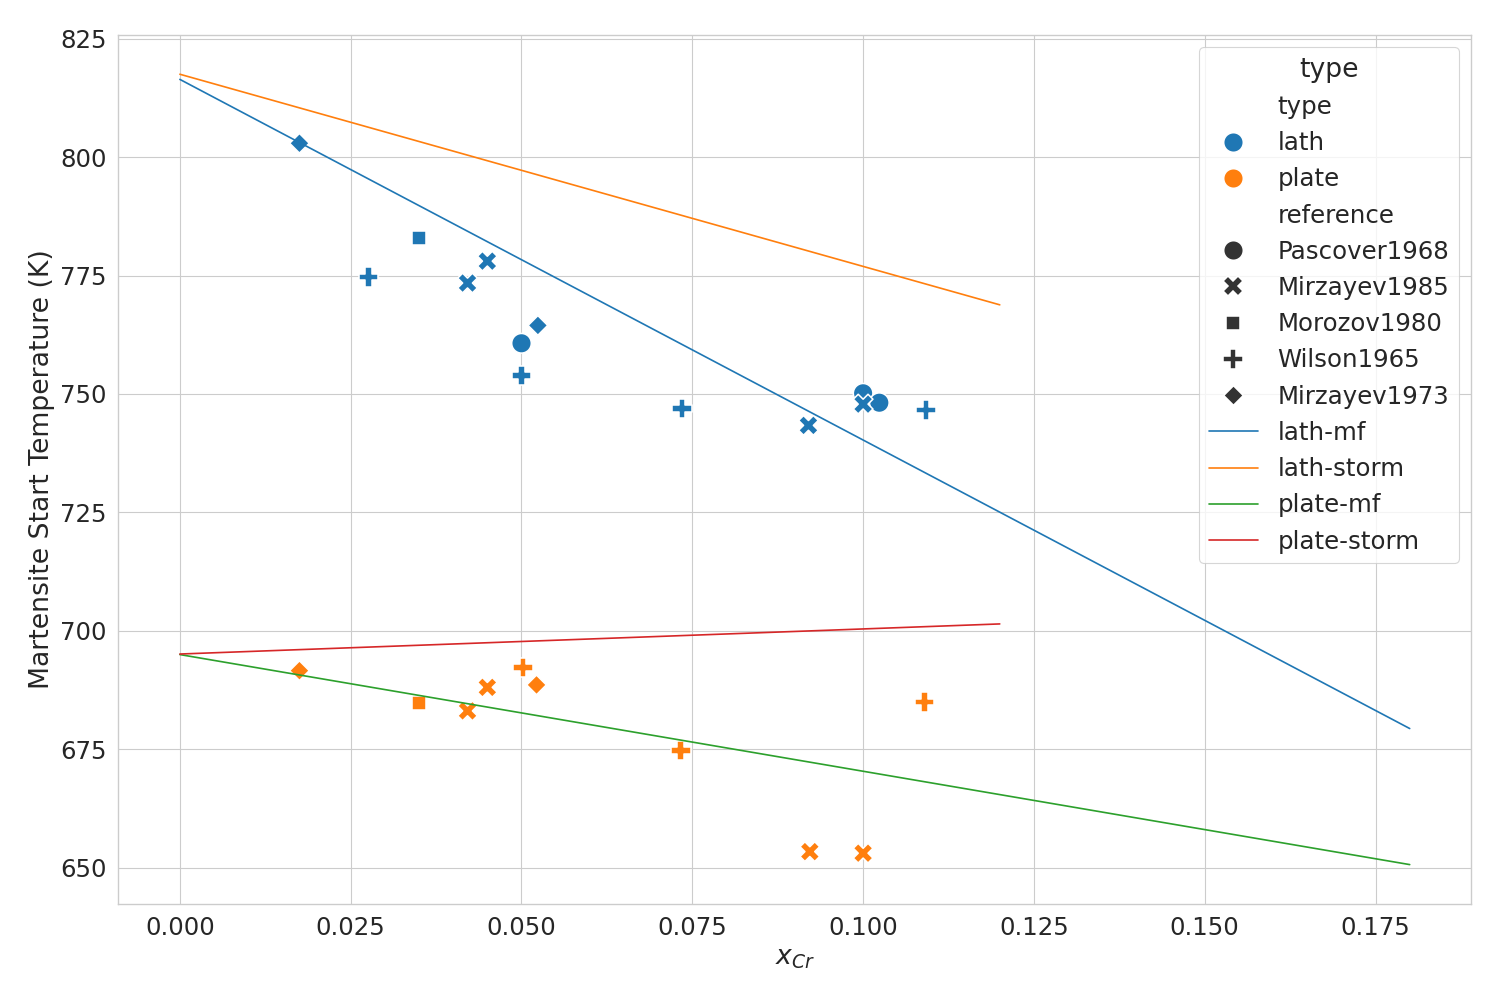 825
800
775
750
725
700
675
650
Martensite Start Temperature (K)
type
type
lath
plate
reference
Pascover1968
Mirzayev1985
Morozov1980
Wilson1965
Mirzayev1973
lath-mf
lath-storm
plate-mf
plate-storm
0.000 0.025 0.050 0.075 0.100 0.125 0.150 0.175
x_{Cr}